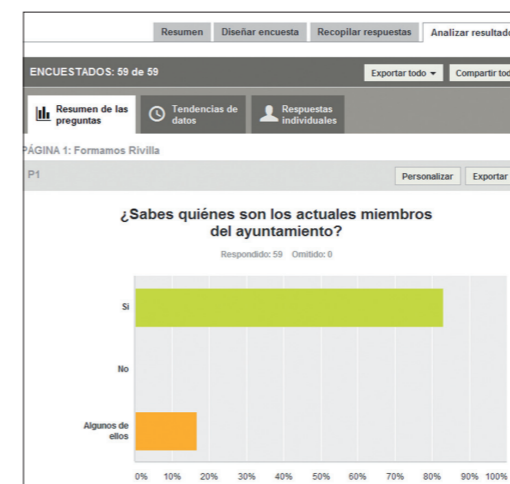 Resumen Diseñar encuesta Recopilar respuestas Analizar resultado
ENCUESTADOS: 59 de 59 Exportar todo Compartir tod
Resumen de las
preguntas
Tendencias de
datos
Respuestas
individuales
PÁGINA 1: Formamos Rivilla
P1 Personalizar Exportar
¿Sabes quiénes son los actuales miembros
del ayuntamiento?
Respondido: 59 Omitido: 0
Si
No
Algunos de
ellos
0% 10% 20% 30% 40% 50% 60% 70% 80% 90% 100%